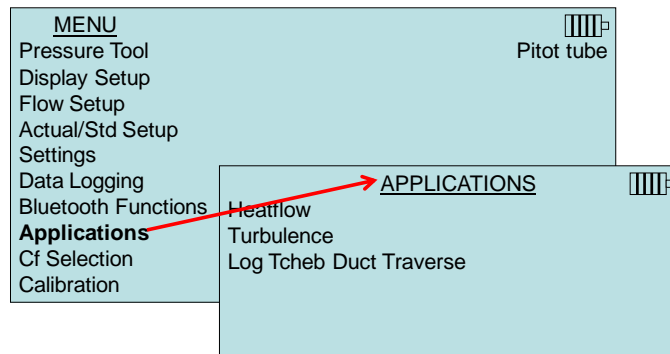 MENU
Pressure Tool
Pitot tube
Display Setup
Flow Setup
Actual/Std Setup
Settings
Data Logging
Bluetooth Functions
Applications
Cf Selection
Calibration
APPLICATIONS
Heatflow
Turbulence
Log Tcheb Duct Traverse